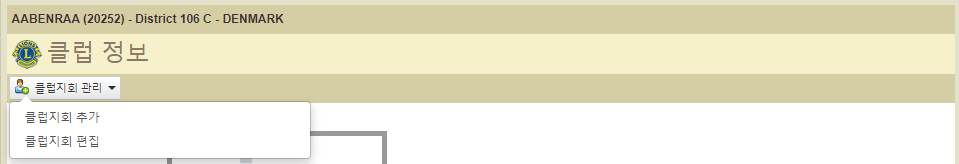 AABENRAA (20252) - District 106 C - DENMARK
클럽 정보
클럽지회 관리
클럽지회 추가
클럽지회 편집